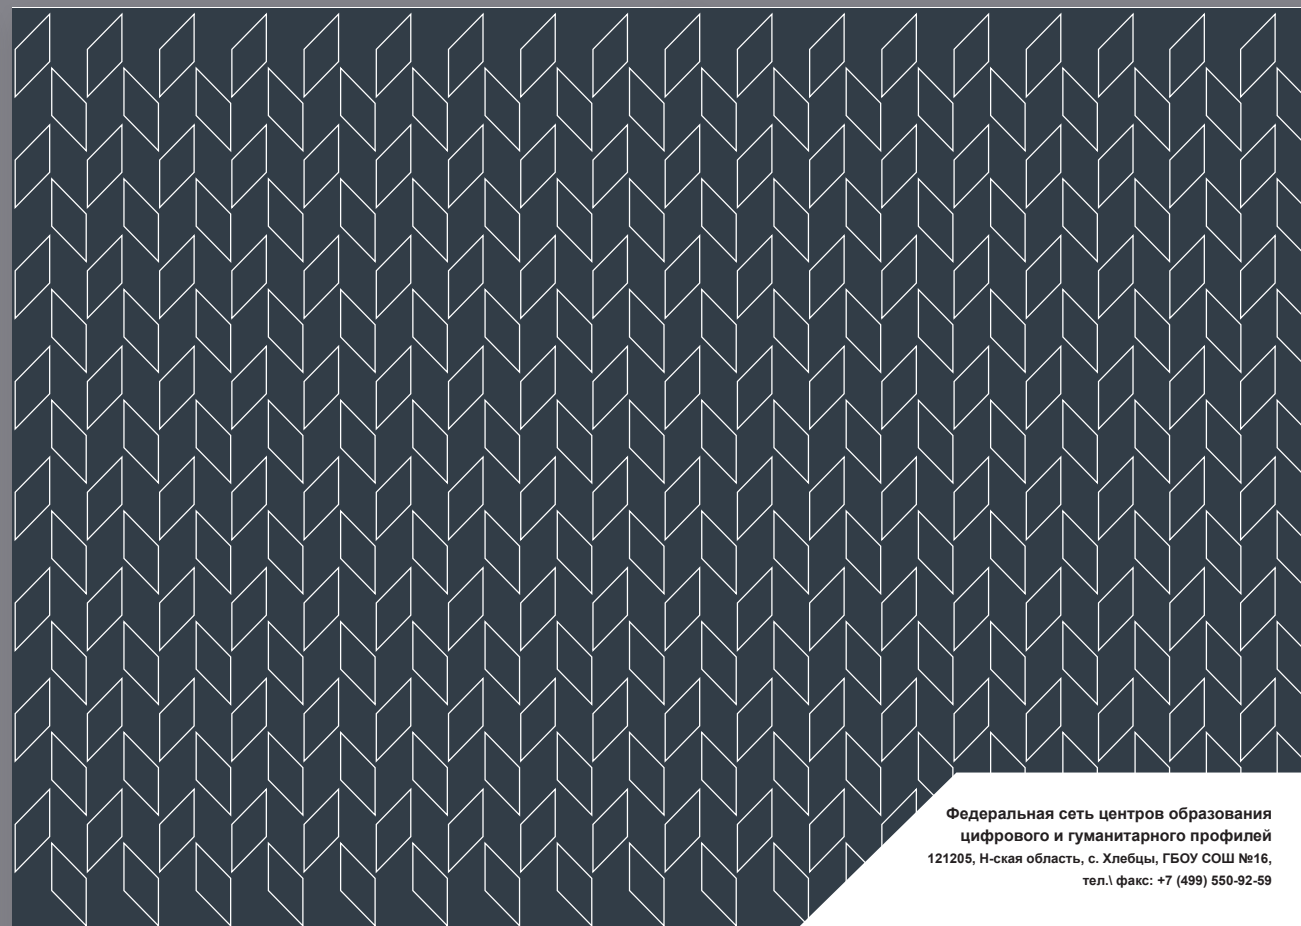 Федеральная сеть центров образования
цифрового и гуманитарного профилей
121205, Н-ская область, с. Хлебцы, ГБОУ СОШ №16,
тел.\ факс: +7 (499) 550-92-59